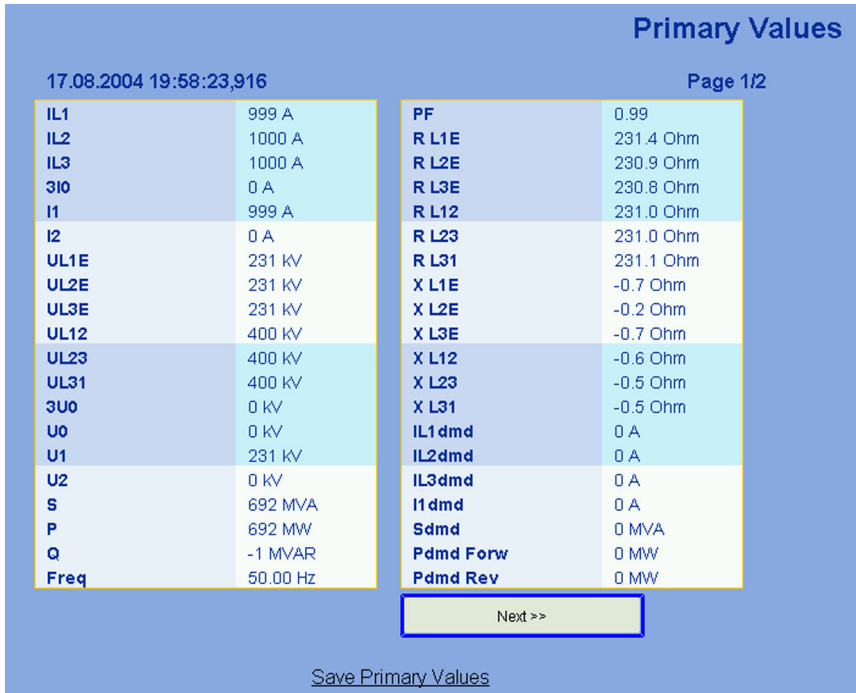 Primary Values
17.08.2004 19:58:23,916
Page 1/2
IL1 999 A
IL2 1000 A
IL3 1000 A
3I0 0 A
I1 999 A
I2 0 A
UL1E 231 kV
UL2E 231 kV
UL3E 231 kV
UL12 400 kV
UL23 400 kV
UL31 400 kV
3U0 0 kV
U0 0 kV
U1 231 kV
U2 0 kV
S 692 MVA
P 692 MW
Q -1 MVAR
Freq 50.00 Hz
PF 0.99
R L1E 231.4 Ohm
R L2E 230.9 Ohm
R L3E 230.8 Ohm
R L12 231.0 Ohm
R L23 231.0 Ohm
R L31 231.1 Ohm
X L1E -0.7 Ohm
X L2E -0.2 Ohm
X L3E -0.7 Ohm
X L12 -0.6 Ohm
X L23 -0.5 Ohm
X L31 -0.5 Ohm
IL1dmd 0 A
IL2dmd 0 A
IL3dmd 0 A
I1dmd 0 A
Sdmd 0 MVA
Pdmd Forw 0 MW
Pdmd Rev 0 MW
Next >>
Save Primary Values